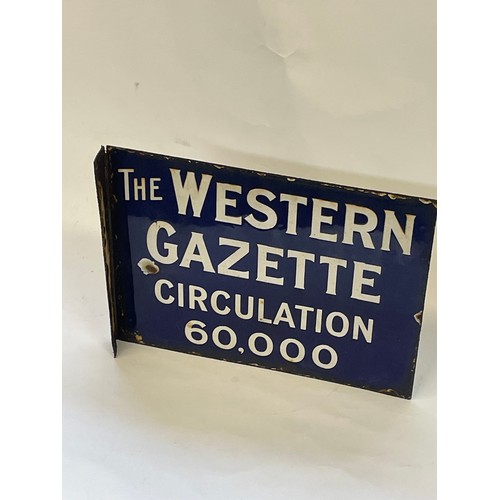 THE WESTERN
GAZETTE
CIRCULATION
60,000